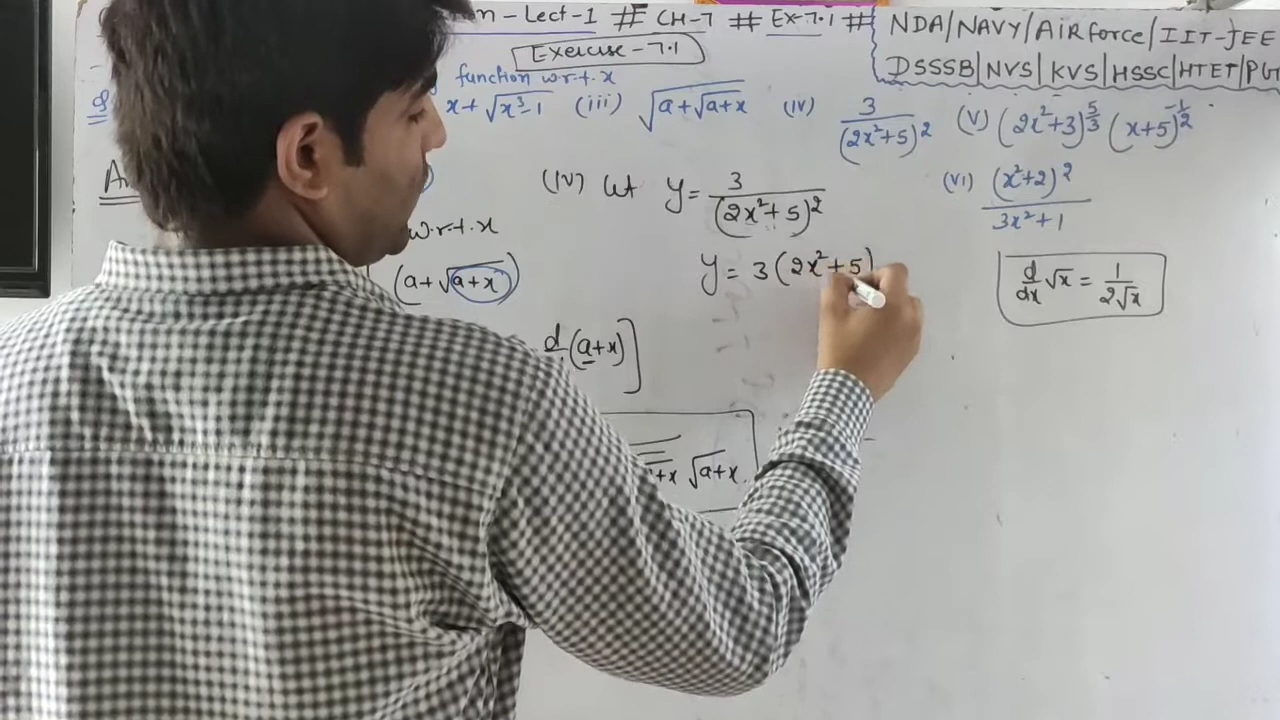 n-Lect-1 # CH-7 # Ex-7.1 #
NDA/NAVY/Airforce/IIT-JEE
DSSSB|NVS|KVS|HSSC|HTET|PGT
Exercise-7.1
function w.r.t. x
x+√(x³-1) (iii) √(a+√(a+x)) (iv) 3/(2x²+5)² (v) (2x²+3)^(5/3) (x+5)^(-1/2)
(vi) (x²+2)²/(3x²+1)
(iv) let y = 3/(2x²+5)²
w.r.t. x
(a+√(a+x))
y = 3(2x²+5)
d/dx √x = 1/(2√x)
d (a+x)]
+x √(a+x)